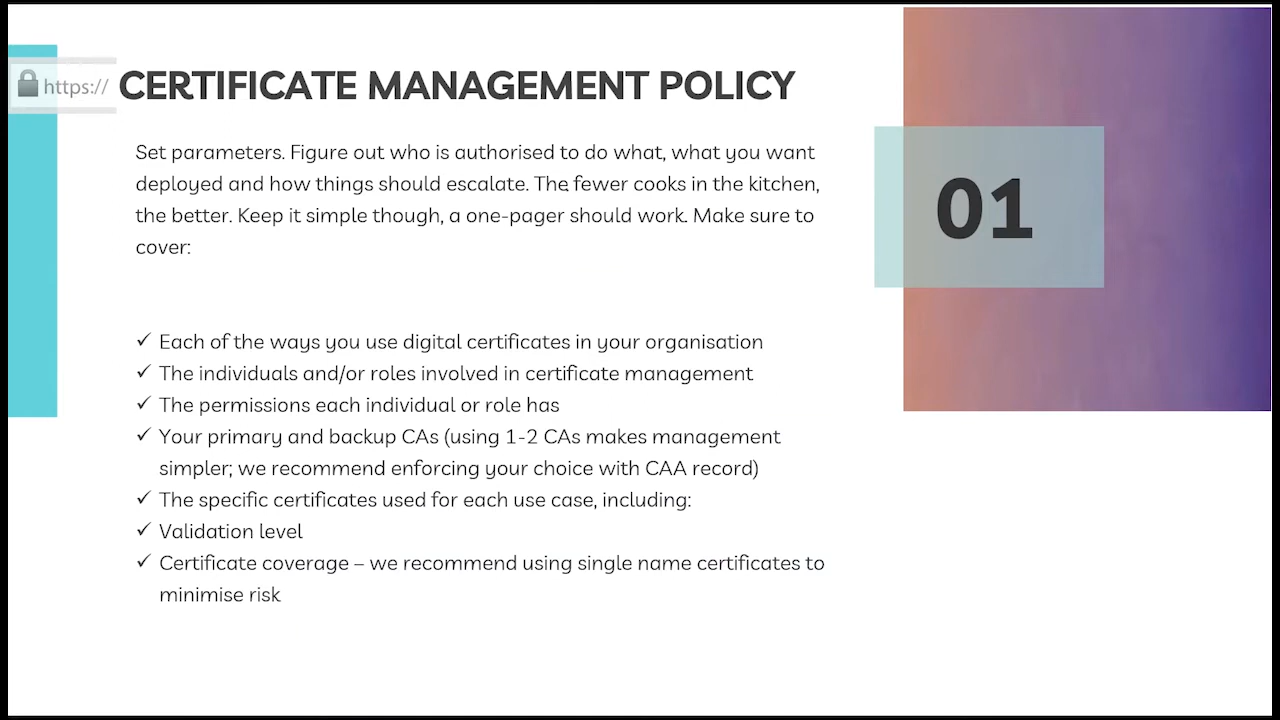 https://
CERTIFICATE MANAGEMENT POLICY
01
Set parameters. Figure out who is authorised to do what, what you want
deployed and how things should escalate. The fewer cooks in the kitchen,
the better. Keep it simple though, a one-pager should work. Make sure to
cover:
✓ Each of the ways you use digital certificates in your organisation
✓ The individuals and/or roles involved in certificate management
✓ The permissions each individual or role has
✓ Your primary and backup CAs (using 1-2 CAs makes management
simpler; we recommend enforcing your choice with CAA record)
✓ The specific certificates used for each use case, including:
✓ Validation level
✓ Certificate coverage – we recommend using single name certificates to
minimise risk